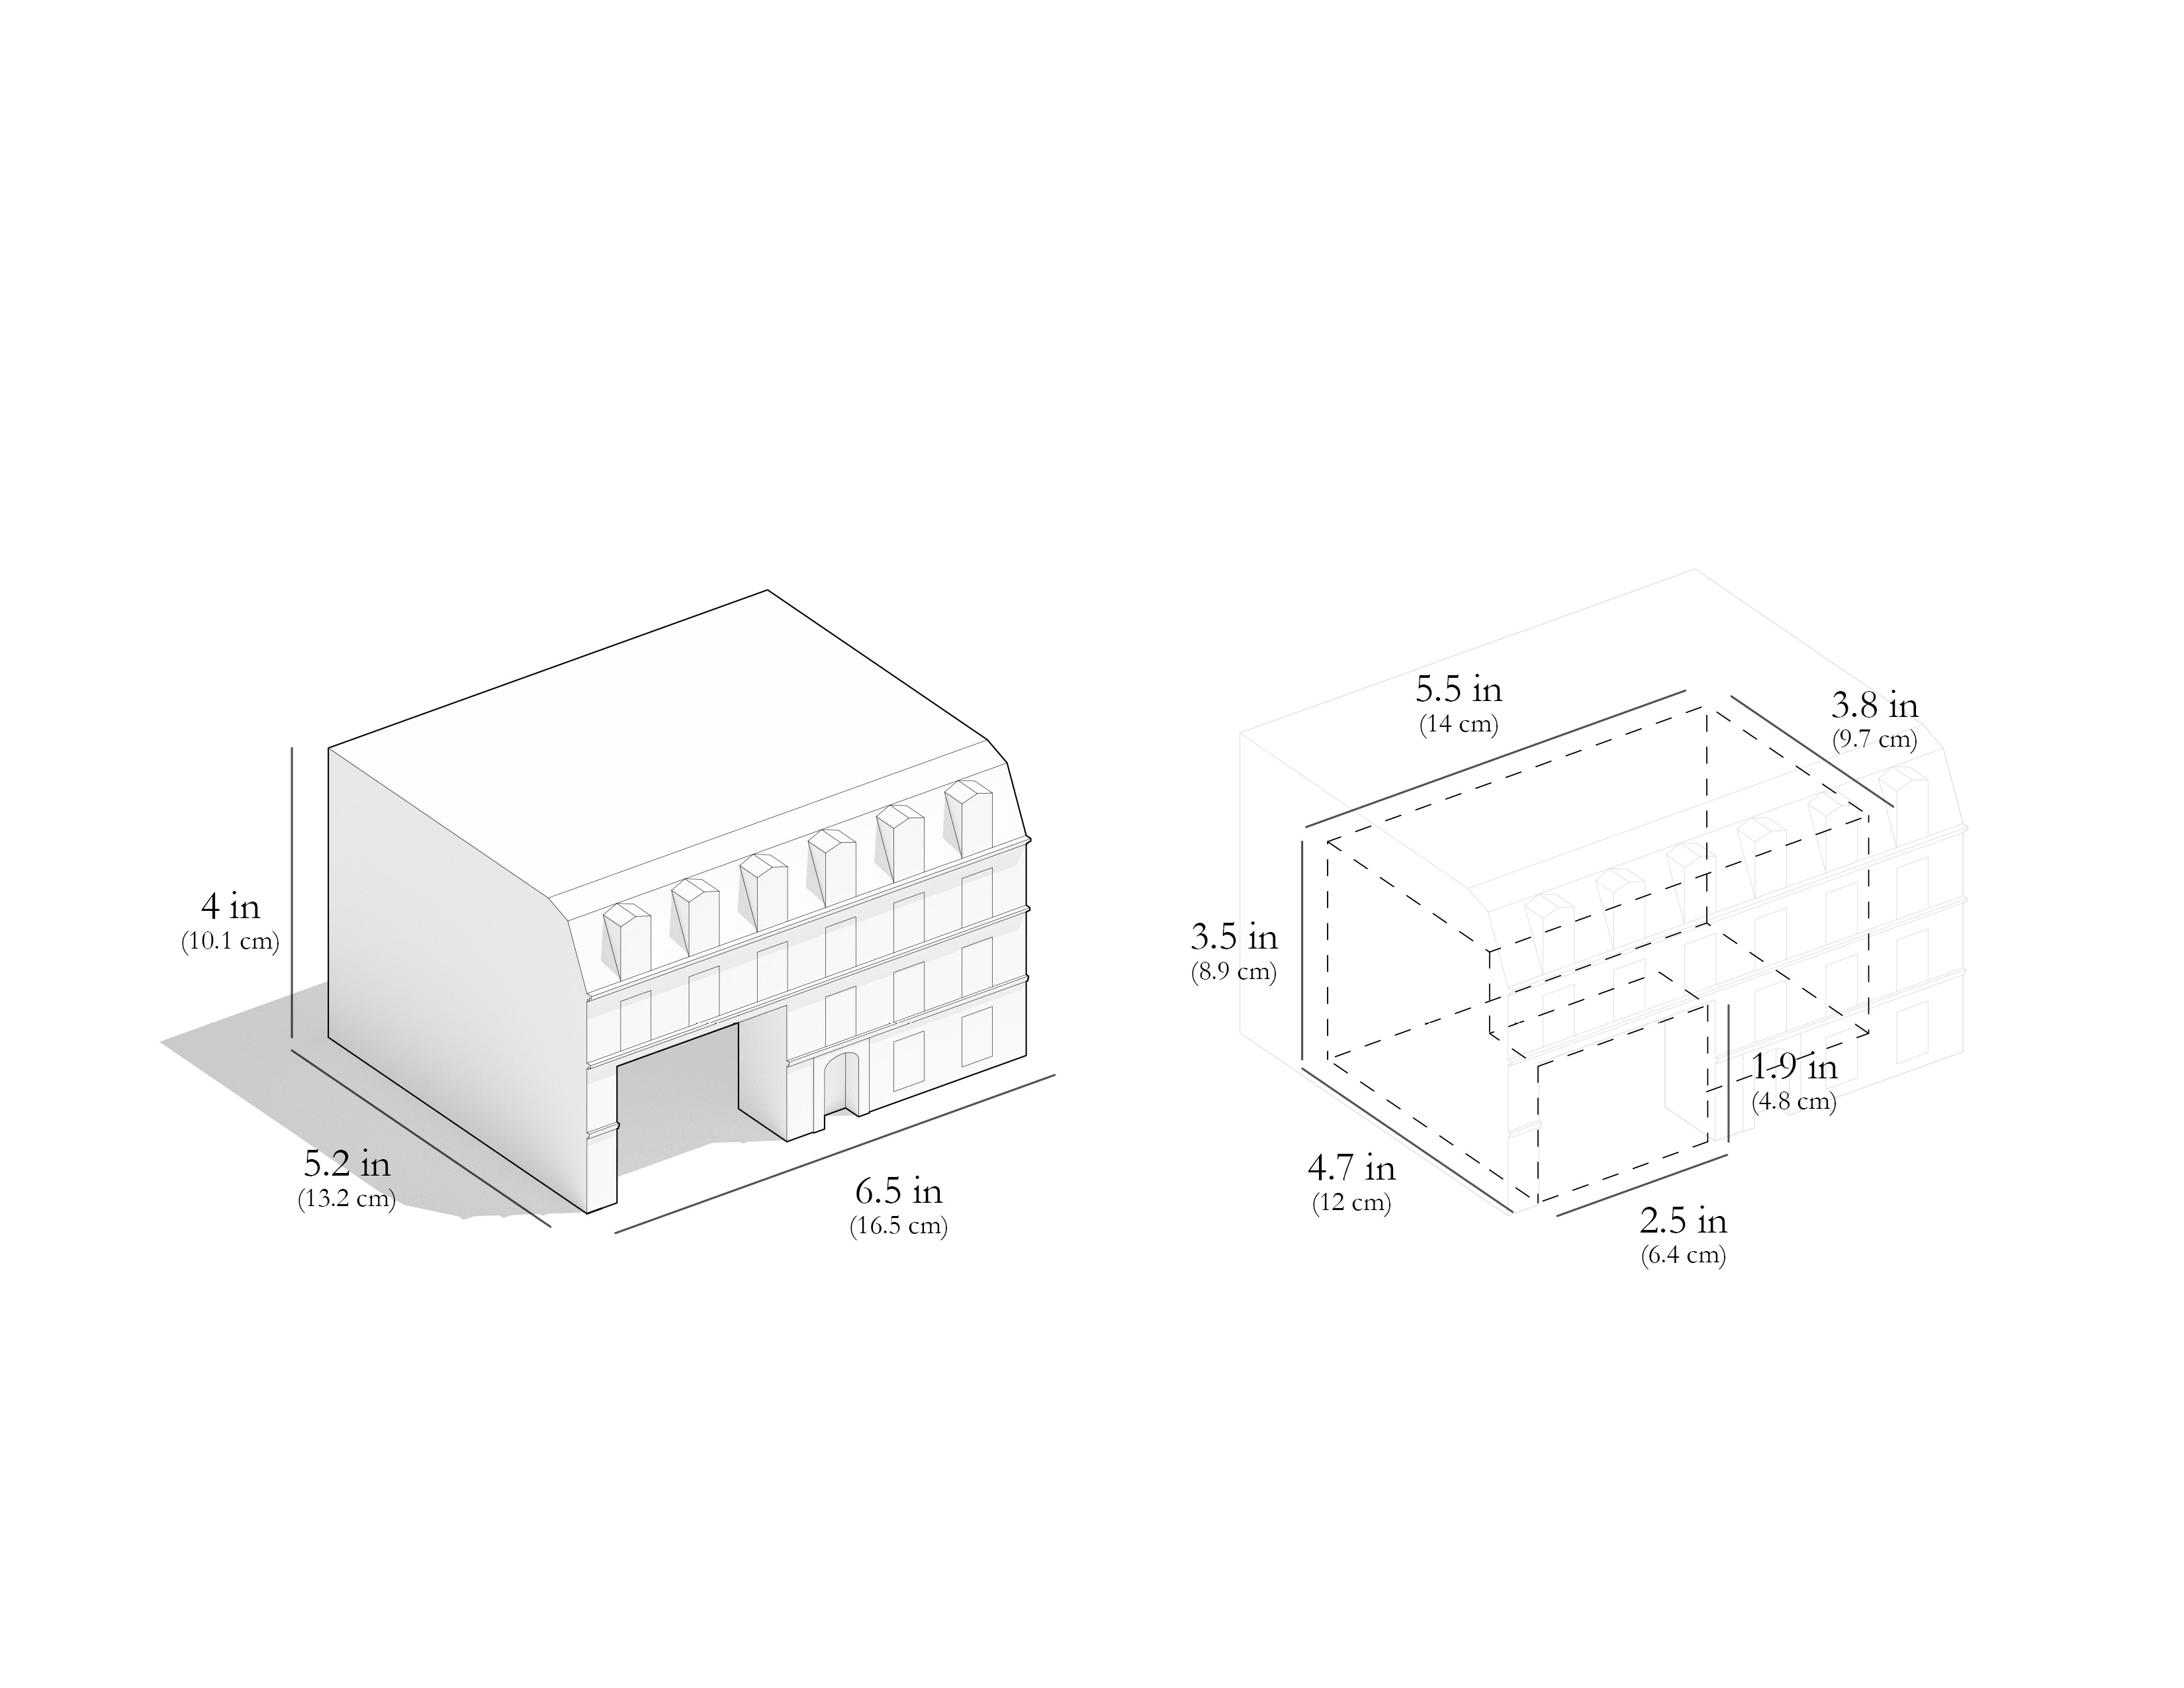 4 in
(10.1 cm)
5.2 in
(13.2 cm)
6.5 in
(16.5 cm)
5.5 in
(14 cm)
3.8 in
(9.7 cm)
3.5 in
(8.9 cm)
1.9 in
(4.8 cm)
4.7 in
(12 cm)
2.5 in
(6.4 cm)